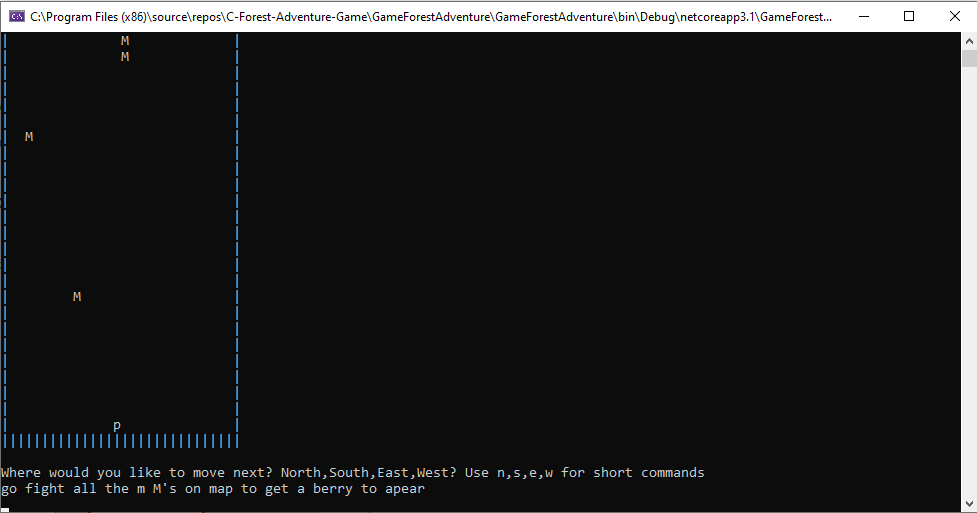 C:\Program Files (x86)\source\repos\C-Forest-Adventure-Game\GameForestAdventure\GameForestAdventure\bin\Debug\netcoreapp3.1\GameForest...
M
M
M
M
p
||||||||||||||||||||||||||||||
Where would you like to move next? North,South,East,West? Use n,s,e,w for short commands
go fight all the m M's on map to get a berry to apear